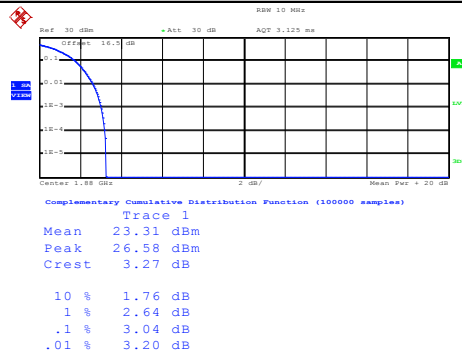 RBW 10 MHz
Ref 30 dBm Att 30 dB AQT 3.125 ms
Offset 16.5 dB
0.1
0.01
1E-3
1E-4
1E-5
A
1 SA
VIEW
LV
3D
Center 1.88 GHz 2 dB/ Mean Pwr + 20 dB
Complementary Cumulative Distribution Function (100000 samples)
Trace 1
Mean 23.31 dBm
Peak 26.58 dBm
Crest 3.27 dB
10 % 1.76 dB
1 % 2.64 dB
.1 % 3.04 dB
.01 % 3.20 dB